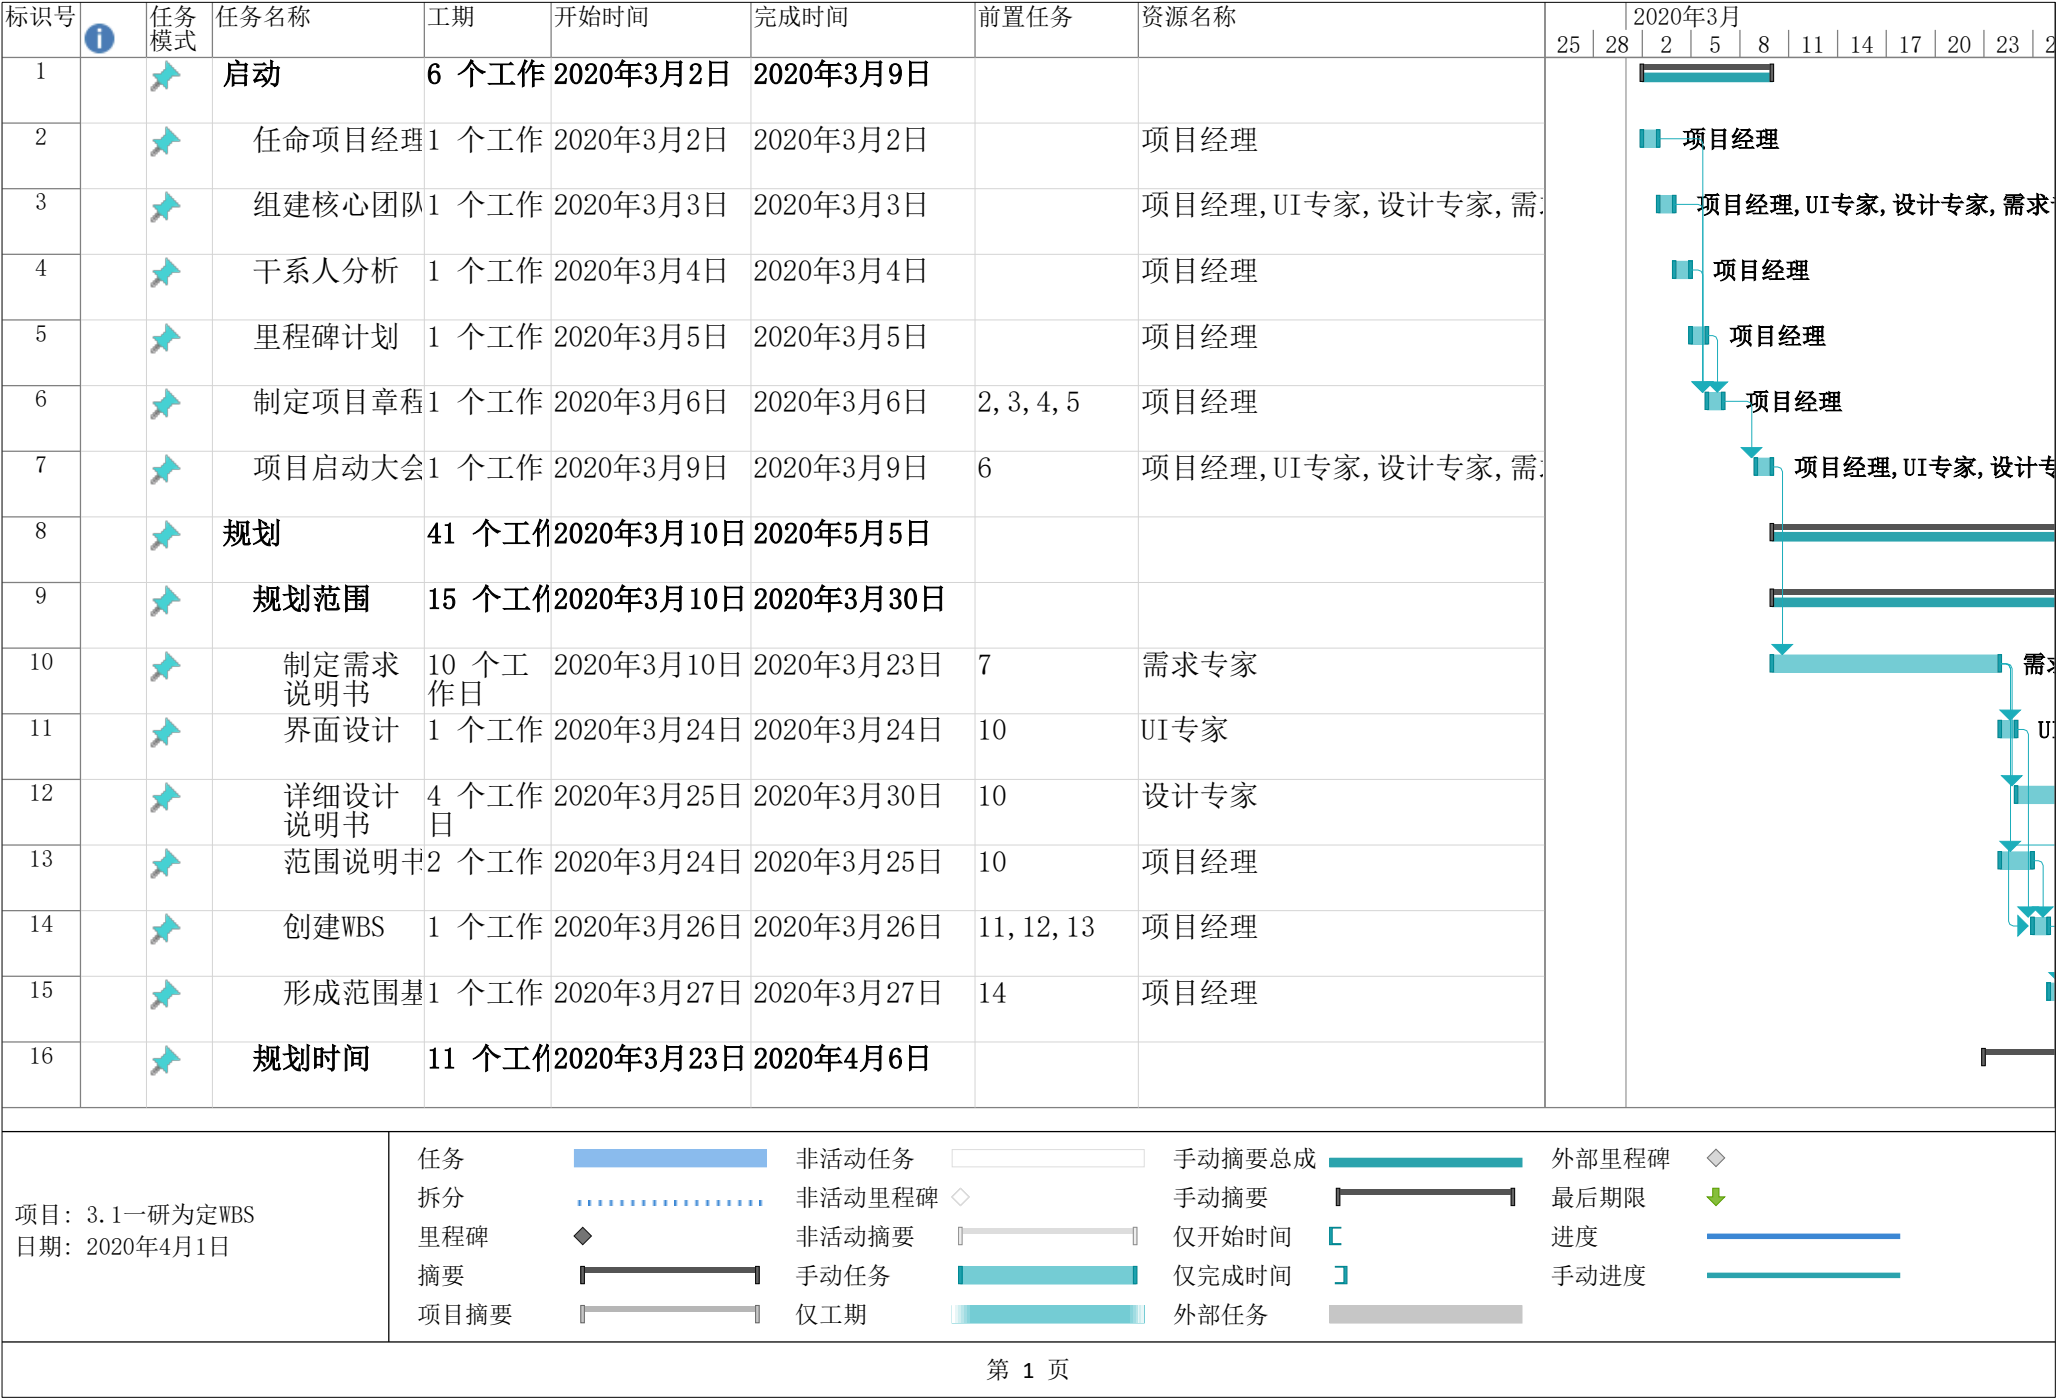 标识号 任务模式 任务名称 工期 开始时间 完成时间 前置任务 资源名称 2020年3月
25 28 2 5 8 11 14 17 20 23 2
1 启动 6 个工作 2020年3月2日 2020年3月9日
2 任命项目经理 1 个工作 2020年3月2日 2020年3月2日 项目经理 项目经理
3 组建核心团队 1 个工作 2020年3月3日 2020年3月3日 项目经理,UI专家,设计专家,需 项目经理,UI专家,设计专家,需求
4 干系人分析 1 个工作 2020年3月4日 2020年3月4日 项目经理 项目经理
5 里程碑计划 1 个工作 2020年3月5日 2020年3月5日 项目经理 项目经理
6 制定项目章程 1 个工作 2020年3月6日 2020年3月6日 2,3,4,5 项目经理 项目经理
7 项目启动大会 1 个工作 2020年3月9日 2020年3月9日 6 项目经理,UI专家,设计专家,需 项目经理,UI专家,设计专
8 规划 41 个工作 2020年3月10日 2020年5月5日
9 规划范围 15 个工作 2020年3月10日 2020年3月30日
10 制定需求 10 个工 2020年3月10日 2020年3月23日 7 需求专家 需求
说明书 作日
11 界面设计 1 个工作 2020年3月24日 2020年3月24日 10 UI专家 UI
12 详细设计 4 个工作 2020年3月25日 2020年3月30日 10 设计专家
说明书 日
13 范围说明书 2 个工作 2020年3月24日 2020年3月25日 10 项目经理
14 创建WBS 1 个工作 2020年3月26日 2020年3月26日 11,12,13 项目经理
15 形成范围基 1 个工作 2020年3月27日 2020年3月27日 14 项目经理
16 规划时间 11 个工作 2020年3月23日 2020年4月6日
项目: 3.1一研为定WBS
日期: 2020年4月1日
任务 非活动任务 手动摘要总成 外部里程碑
拆分 非活动里程碑 手动摘要 最后期限
里程碑 非活动摘要 仅开始时间 进度
摘要 手动任务 仅完成时间 手动进度
项目摘要 仅工期 外部任务
第 1 页